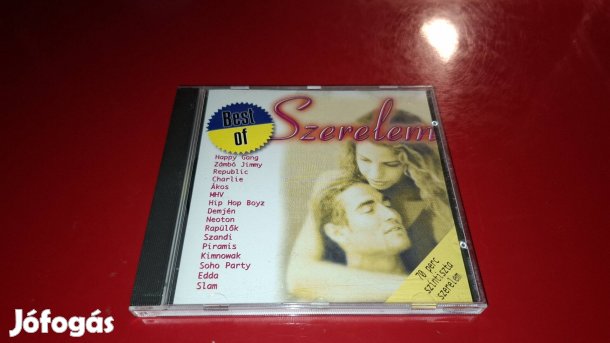 Best
of
Szerelem
Happy Gang
Zámbó Jimmy
Republic
Charlie
Ákos
MHV
Hip Hop Boyz
Demjén
Neoton
Rapülők
Szandi
Piramis
Kimnowak
Soho Party
Edda
Slam
70 perc
színtiszta
szerelem
Jófogás